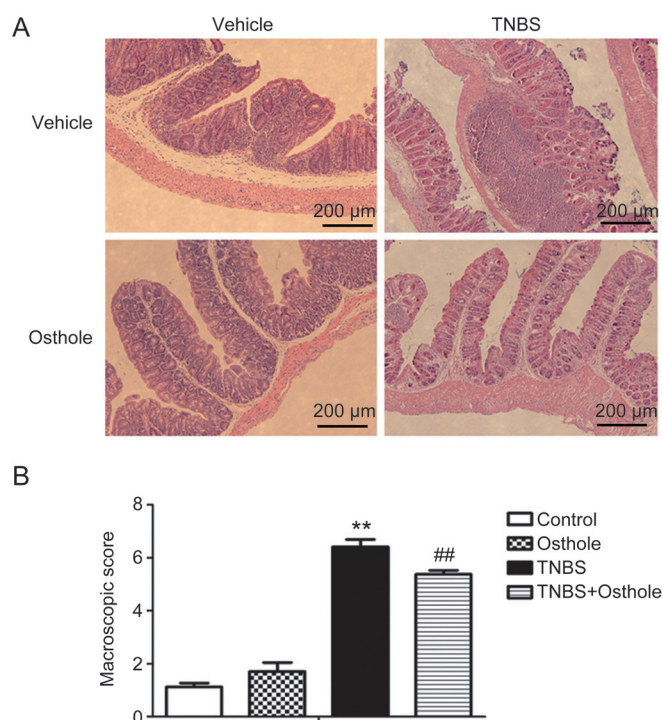 A
Vehicle
TNBS
Vehicle
200 µm
200 µm
Osthole
200 µm
200 µm
B
8
6
4
2
0
Macroscopic score
**
##
Control
Osthole
TNBS
TNBS+Osthole